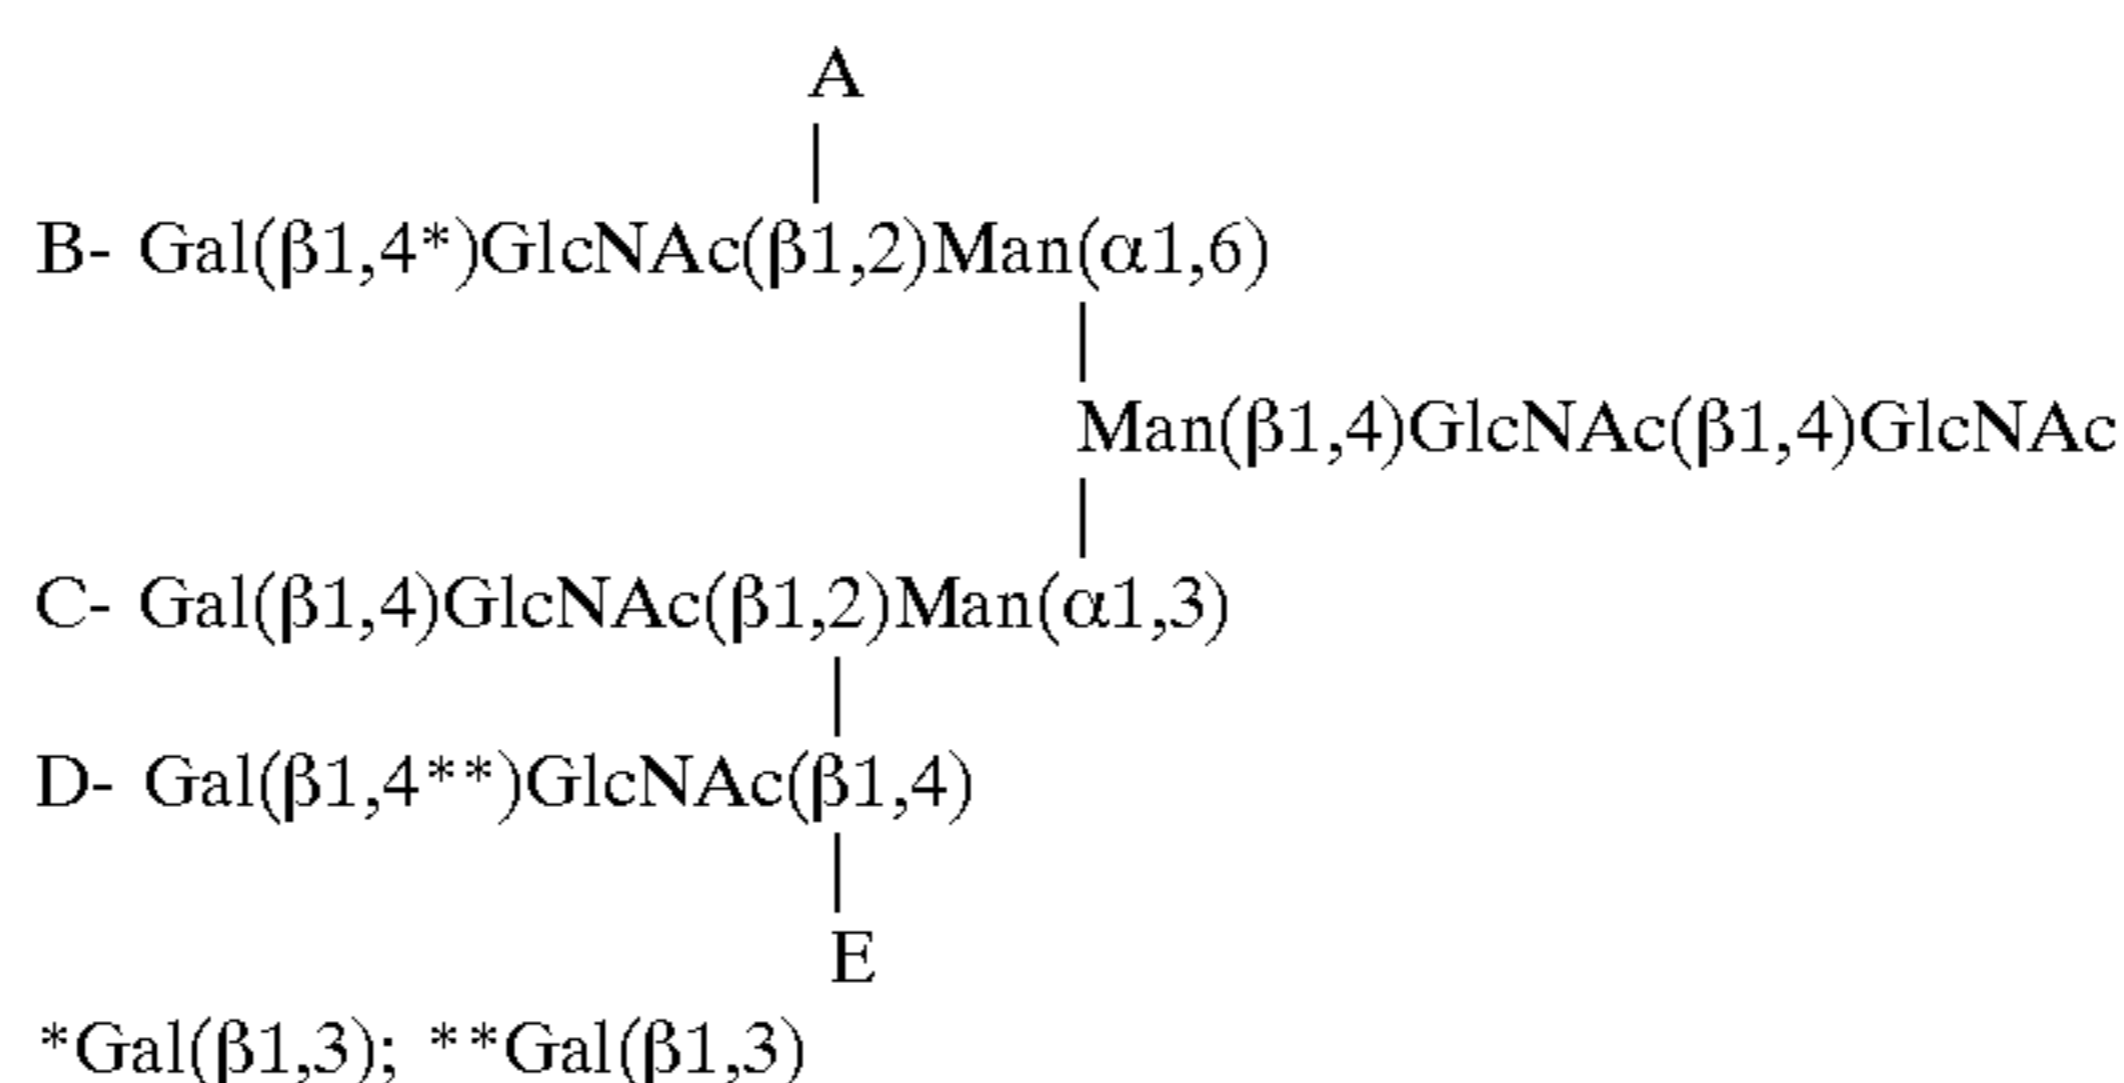 A
B- Gal(β1,4*)GlcNAc(β1,2)Man(α1,6)
Man(β1,4)GlcNAc(β1,4)GlcNAc
C- Gal(β1,4)GlcNAc(β1,2)Man(α1,3)
D- Gal(β1,4**)GlcNAc(β1,4)
E
*Gal(β1,3); **Gal(β1,3)